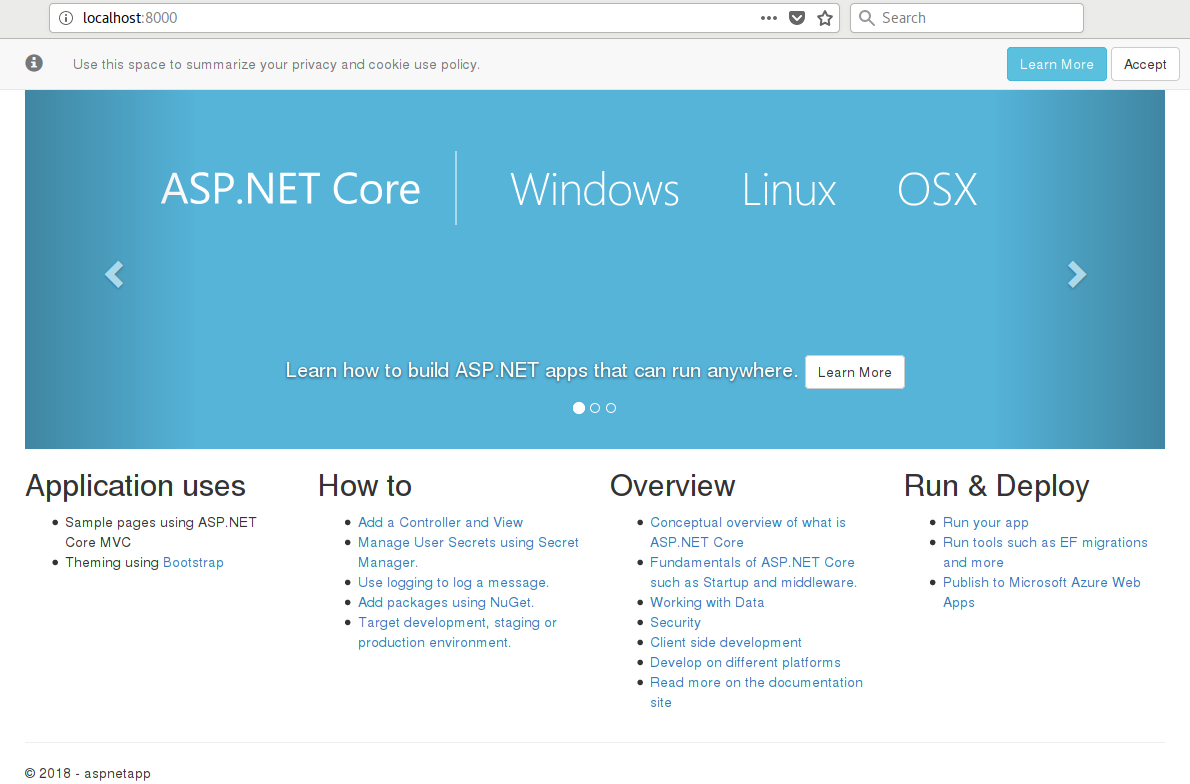 localhost:8000
Search
Use this space to summarize your privacy and cookie use policy.
Learn More
Accept
ASP.NET Core
Windows
Linux
OSX
Learn how to build ASP.NET apps that can run anywhere.
Learn More
Application uses
Sample pages using ASP.NET
Core MVC
Theming using Bootstrap
How to
Add a Controller and View
Manage User Secrets using Secret
Manager.
Use logging to log a message.
Add packages using NuGet.
Target development, staging or
production environment.
Overview
Conceptual overview of what is
ASP.NET Core
Fundamentals of ASP.NET Core
such as Startup and middleware.
Working with Data
Security
Client side development
Develop on different platforms
Read more on the documentation
site
Run & Deploy
Run your app
Run tools such as EF migrations
and more
Publish to Microsoft Azure Web
Apps
© 2018 - aspnetapp